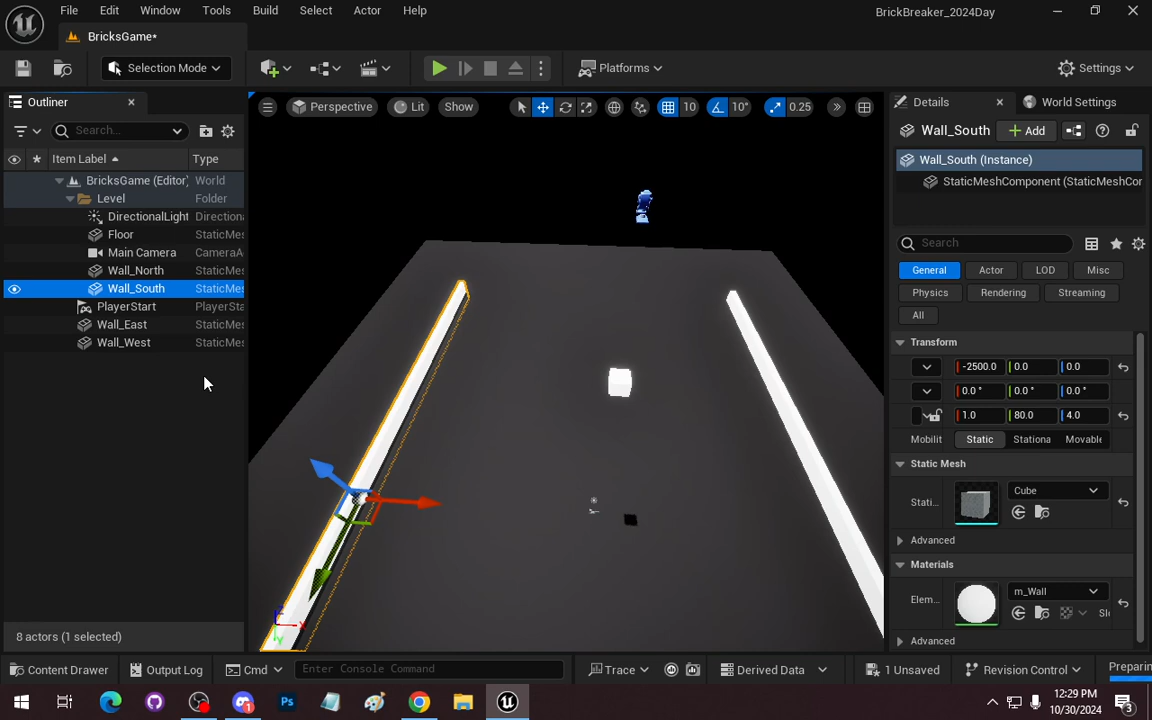 File Edit Window Tools Build Select Actor Help BrickBreaker_2024Day
BricksGame*
Selection Mode Platforms Settings
Outliner Details World Settings
Perspective Lit Show 10 10° 0.25
Search...
Wall_South Add
Item Label Type
Wall_South (Instance)
BricksGame (Editor) World
StaticMeshComponent (StaticMeshCor
Level Folder
DirectionalLight Direction
Floor StaticMes
Search
Main Camera CameraA
Wall_North StaticMes
General Actor LOD Misc
Wall_South StaticMes
Physics Rendering Streaming
PlayerStart PlayerSta
All
Wall_East StaticMes
Wall_West StaticMes
Transform
-2500.0 0.0 0.0
0.0 ° 0.0 ° 0.0 °
1.0 80.0 4.0
Mobilit Static Stationa Movable
Static Mesh
Stati... Cube
Advanced
Materials
Elem... m_Wall
Sl
Advanced
8 actors (1 selected)
Content Drawer Output Log Cmd Enter Console Command Trace Derived Data 1 Unsaved Revision Control Preparin
12:29 PM
10/30/2024
3